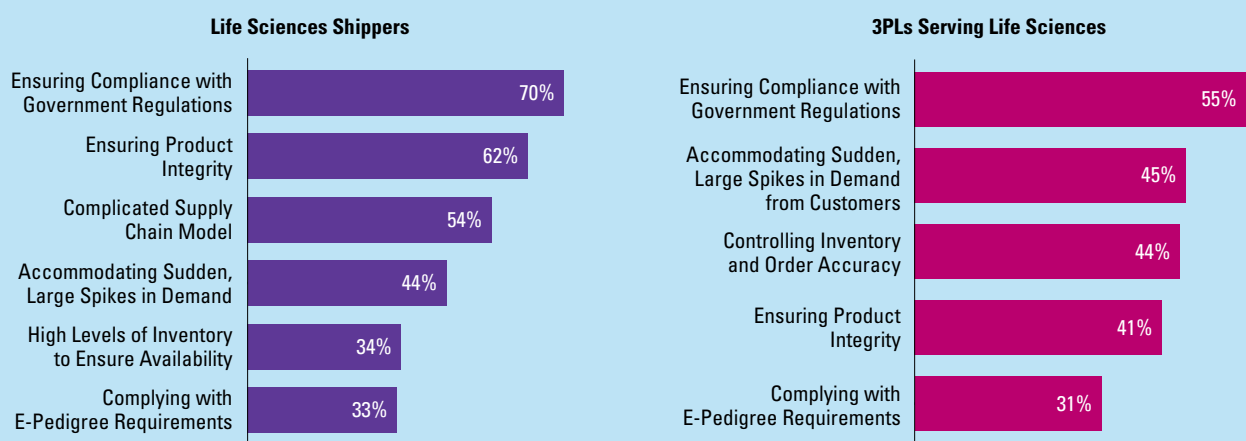 Life Sciences Shippers
Ensuring Compliance with
Government Regulations
70%
Ensuring Product
Integrity
62%
Complicated Supply
Chain Model
54%
Accommodating Sudden,
Large Spikes in Demand
44%
High Levels of Inventory
to Ensure Availability
34%
Complying with
E-Pedigree Requirements
33%
3PLs Serving Life Sciences
Ensuring Compliance with
Government Regulations
55%
Accommodating Sudden,
Large Spikes in Demand
from Customers
45%
Controlling Inventory
and Order Accuracy
44%
Ensuring Product
Integrity
41%
Complying with
E-Pedigree Requirements
31%